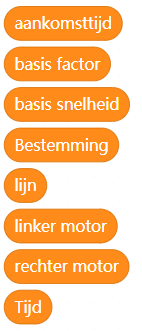 aankomsttijd
basis factor
basis snelheid
Bestemming
lijn
linker motor
rechter motor
Tijd